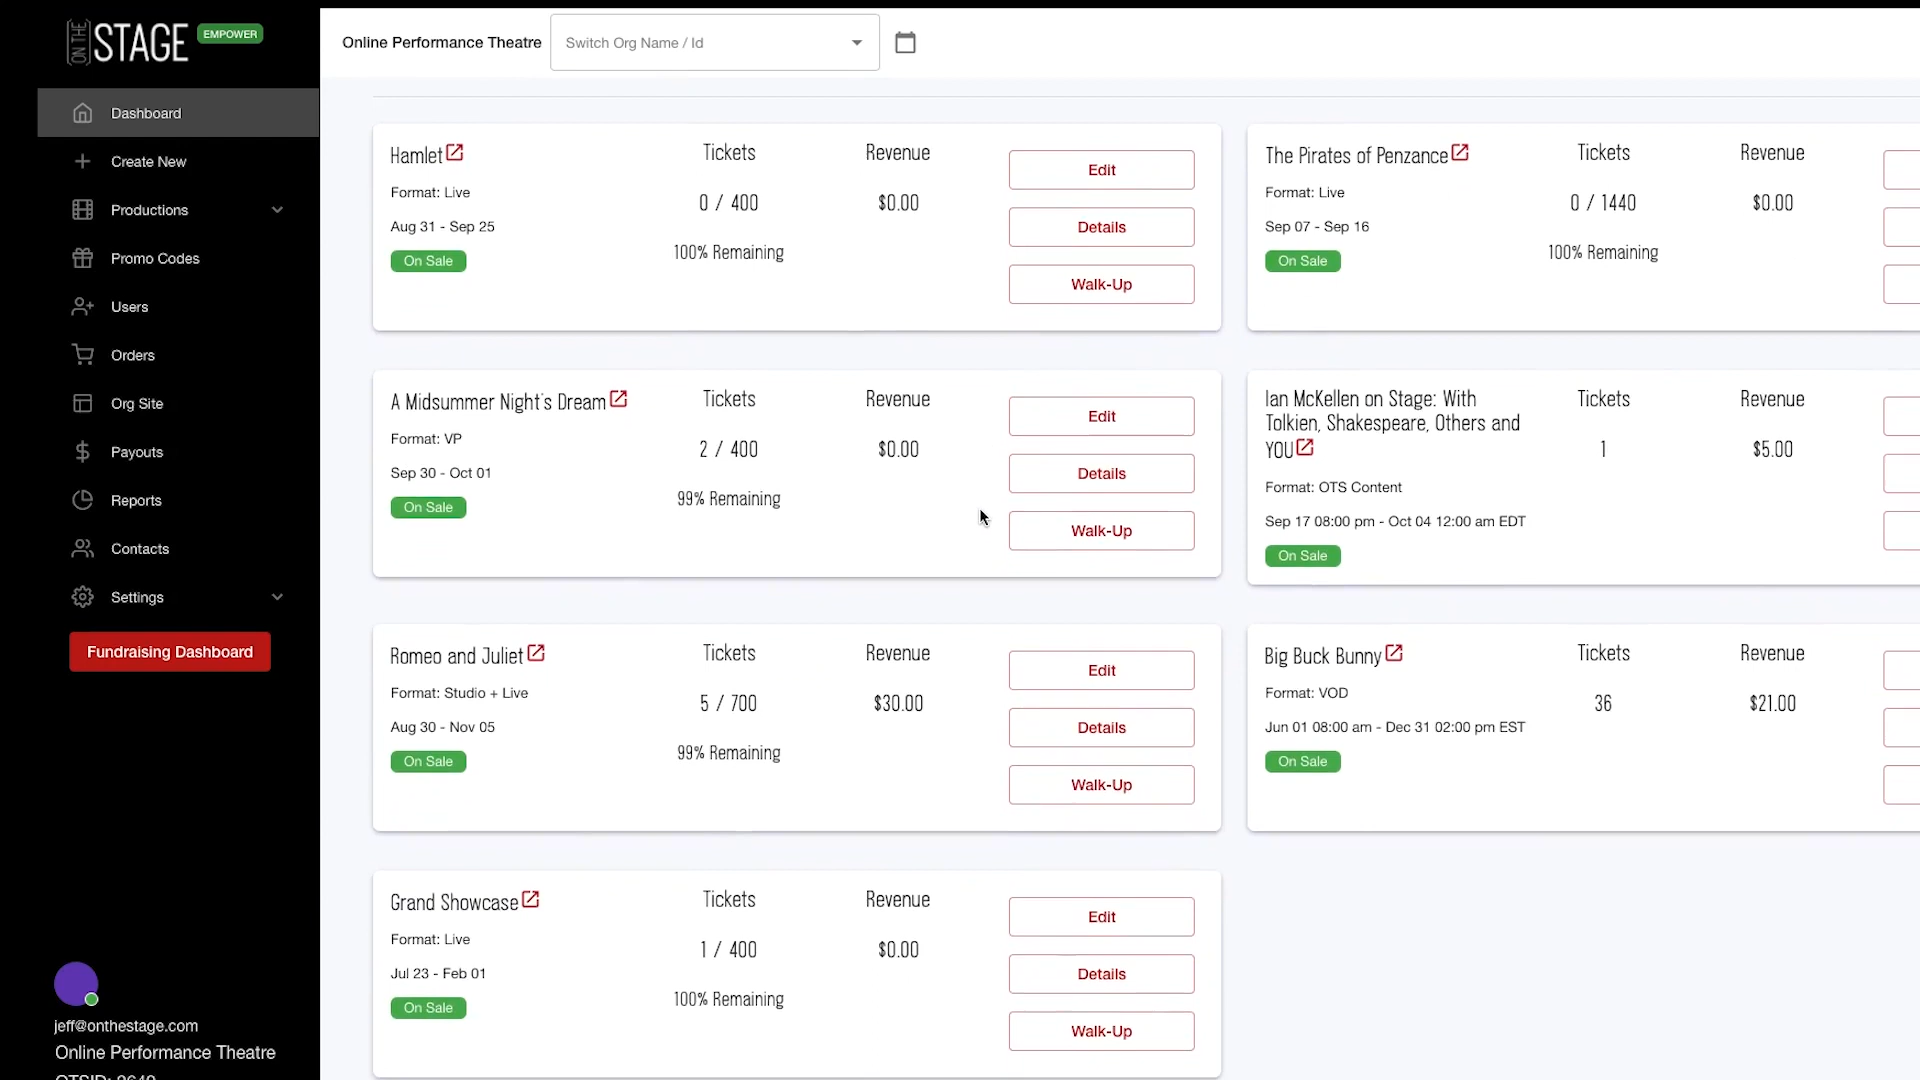 ON THE STAGE EMPOWER
Dashboard
Create New
Productions
Promo Codes
Users
Orders
Org Site
Payouts
Reports
Contacts
Settings
Fundraising Dashboard
jeff@onthestage.com
Online Performance Theatre
Online Performance Theatre
Switch Org Name / Id
Hamlet
Format: Live
Aug 31 - Sep 25
On Sale
Tickets
0 / 400
100% Remaining
Revenue
$0.00
Edit
Details
Walk-Up
The Pirates of Penzance
Format: Live
Sep 07 - Sep 16
On Sale
Tickets
0 / 1440
100% Remaining
Revenue
$0.00
A Midsummer Night's Dream
Format: VP
Sep 30 - Oct 01
On Sale
Tickets
2 / 400
99% Remaining
Revenue
$0.00
Edit
Details
Walk-Up
Ian McKellen on Stage: With
Tolkien, Shakespeare, Others and
YOU
Format: OTS Content
Sep 17 08:00 pm - Oct 04 12:00 am EDT
On Sale
Tickets
1
Revenue
$5.00
Romeo and Juliet
Format: Studio + Live
Aug 30 - Nov 05
On Sale
Tickets
5 / 700
99% Remaining
Revenue
$30.00
Edit
Details
Walk-Up
Big Buck Bunny
Format: VOD
Jun 01 08:00 am - Dec 31 02:00 pm EST
On Sale
Tickets
36
Revenue
$21.00
Grand Showcase
Format: Live
Jul 23 - Feb 01
On Sale
Tickets
1 / 400
100% Remaining
Revenue
$0.00
Edit
Details
Walk-Up